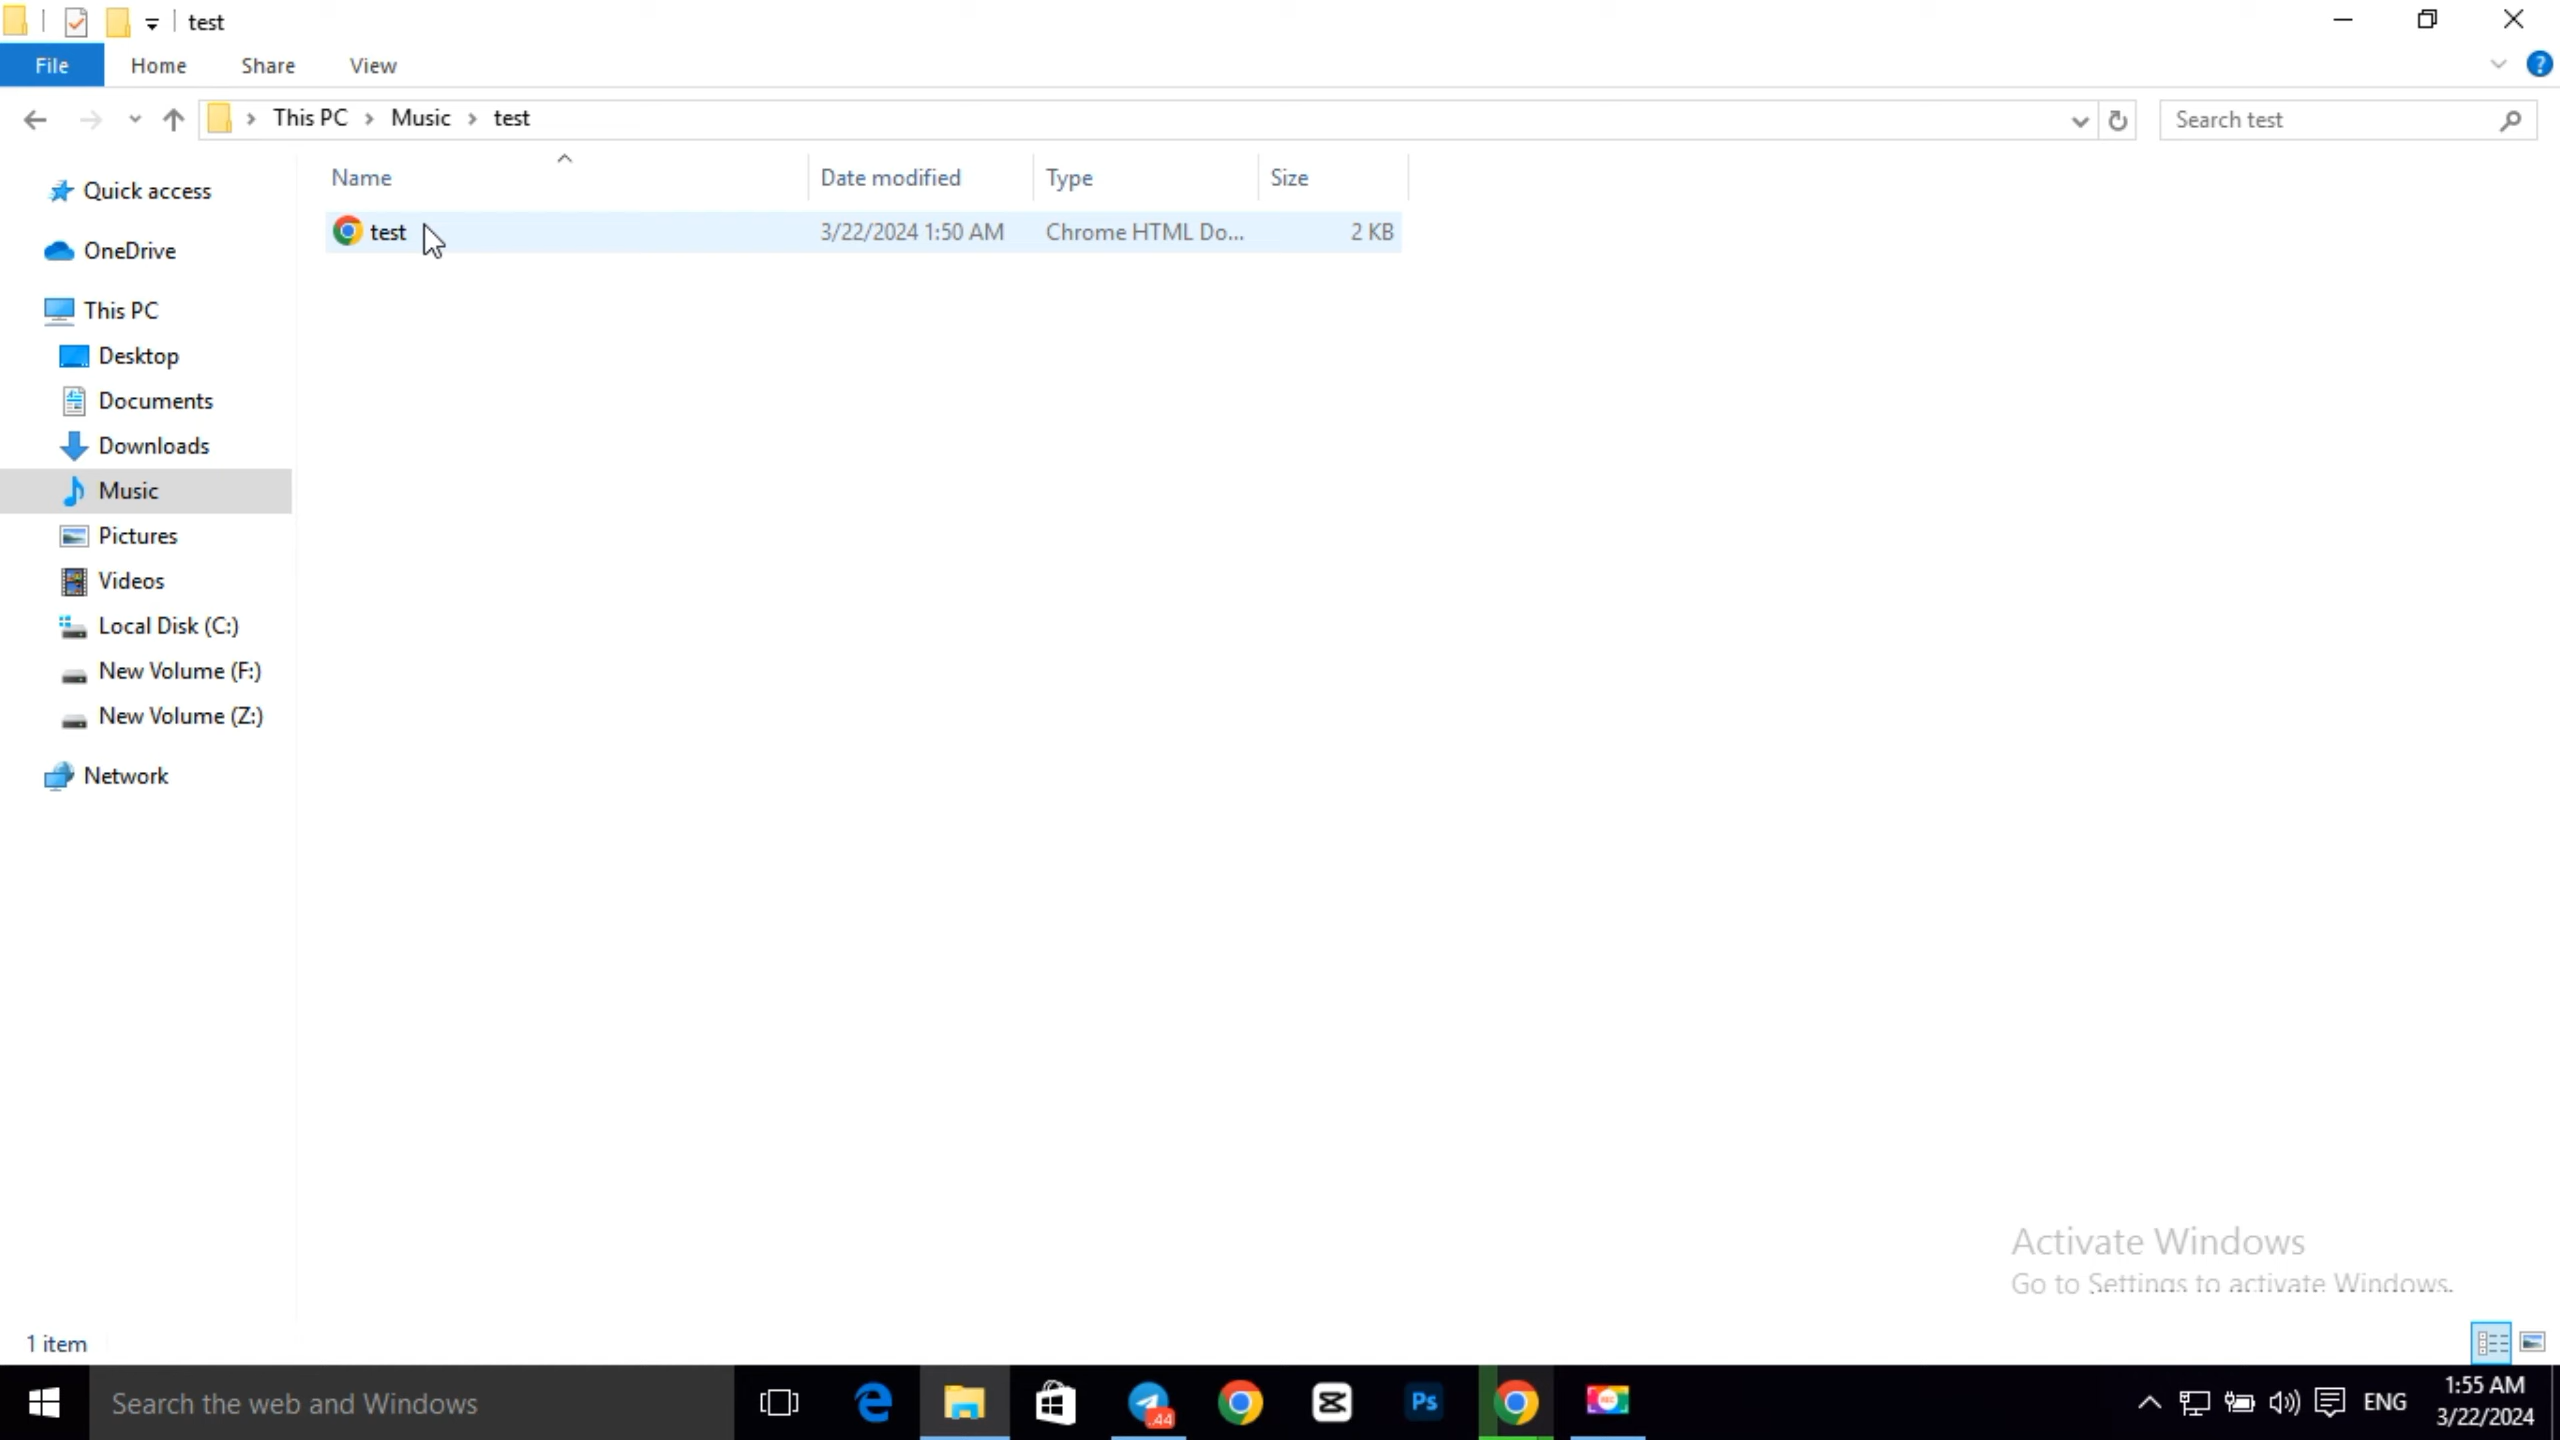 test
File Home Share View
This PC Music test
Search test
Name Date modified Type Size
test 3/22/2024 1:50 AM Chrome HTML Do... 2 KB
Quick access
OneDrive
This PC
Desktop
Documents
Downloads
Music
Pictures
Videos
Local Disk (C:)
New Volume (F:)
New Volume (Z:)
Network
Activate Windows
Go to Settings to activate Windows.
1 item
Search the web and Windows
.44
Ps
ENG
1:55 AM
3/22/2024